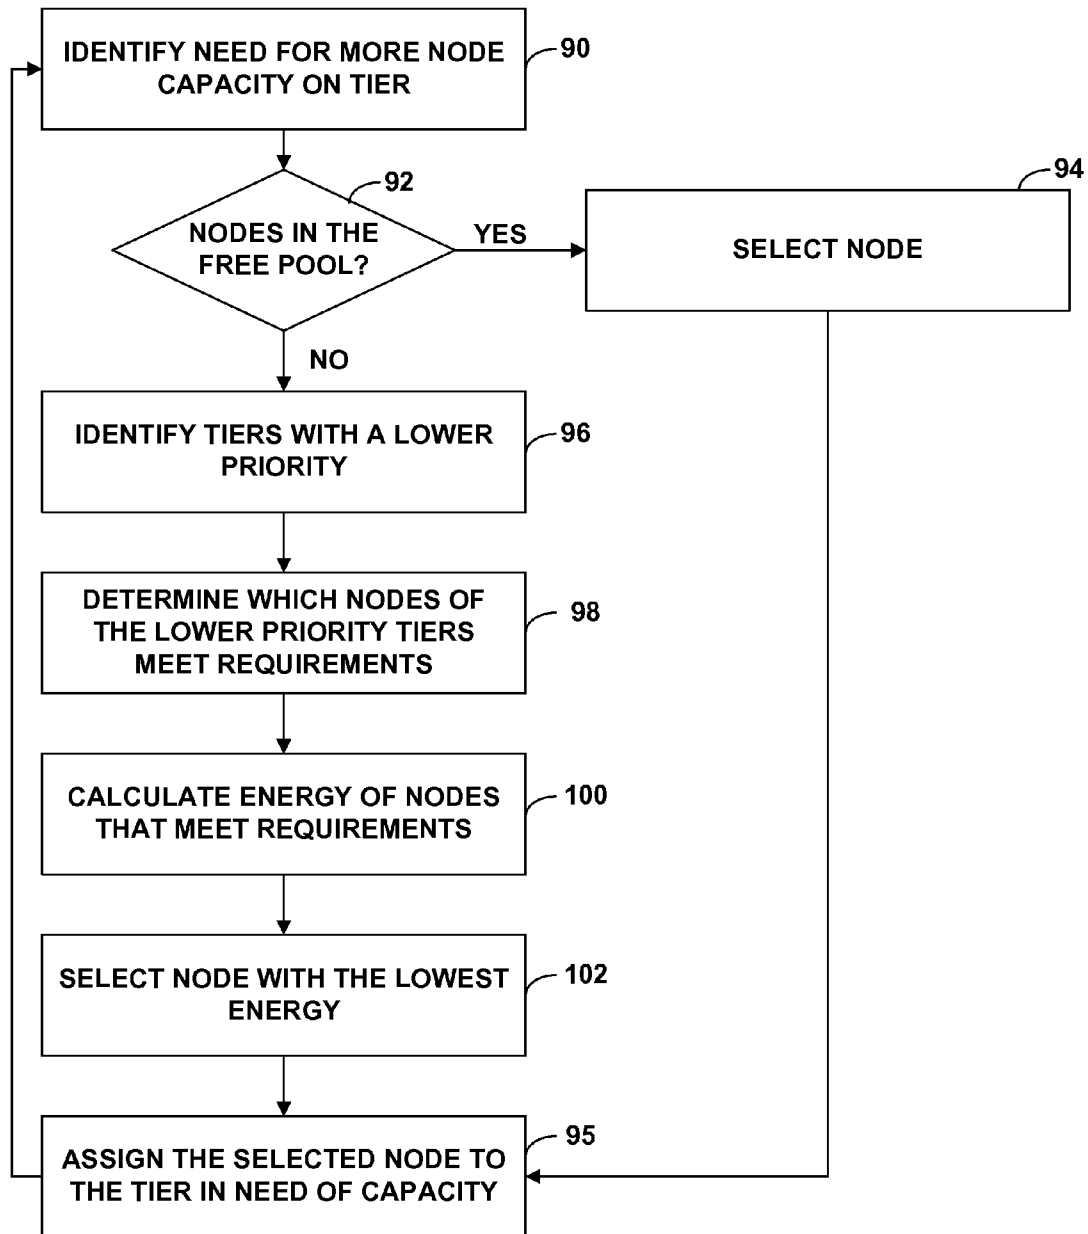 IDENTIFY NEED FOR MORE NODE
CAPACITY ON TIER
90
92
NODES IN THE
FREE POOL?
YES
94
SELECT NODE
NO
IDENTIFY TIERS WITH A LOWER
PRIORITY
96
DETERMINE WHICH NODES OF
THE LOWER PRIORITY TIERS
MEET REQUIREMENTS
98
CALCULATE ENERGY OF NODES
THAT MEET REQUIREMENTS
100
SELECT NODE WITH THE LOWEST
ENERGY
102
ASSIGN THE SELECTED NODE TO
THE TIER IN NEED OF CAPACITY
95